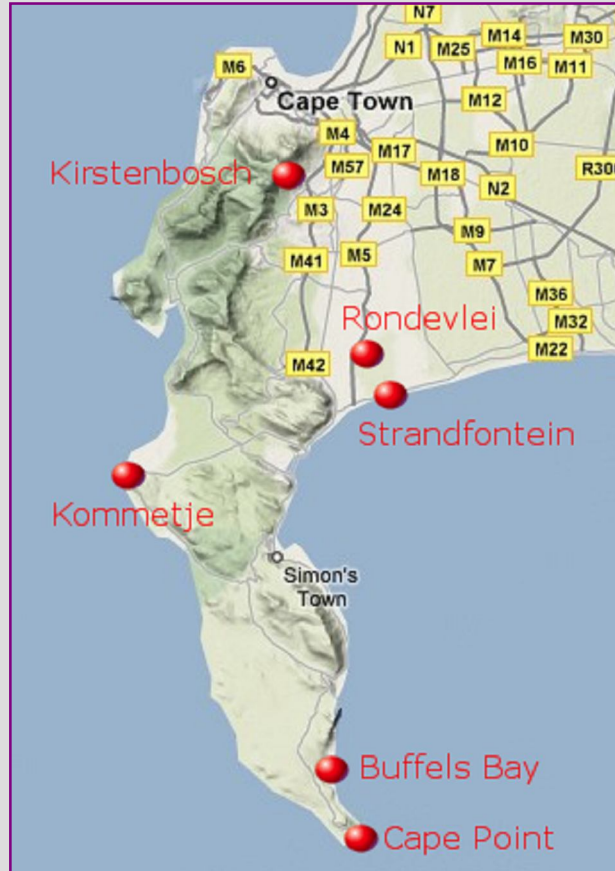 N7
M14
M30
N1
M25
M6
M16
M11
Cape Town
M12
M4
M10
M17
M57
Kirstenbosch
M18
R30
N2
M3
M24
M9
M41
M5
M7
M36
Rondevlei
M32
M22
M42
Strandfontein
Kommetje
Simon's
Town
Buffels Bay
Cape Point